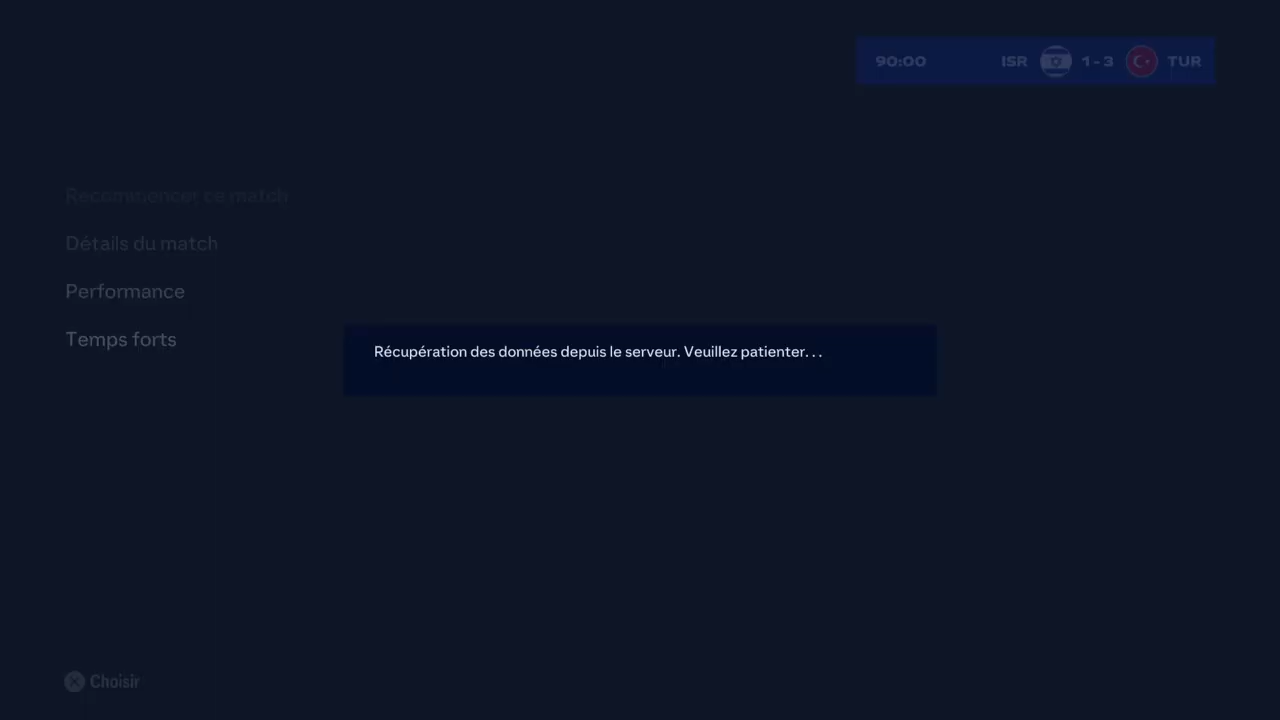 90:00 ISR 1 - 3 TUR
Recommencer ce match
Détails du match
Performance
Temps forts
Récupération des données depuis le serveur. Veuillez patienter. . .
Choisir